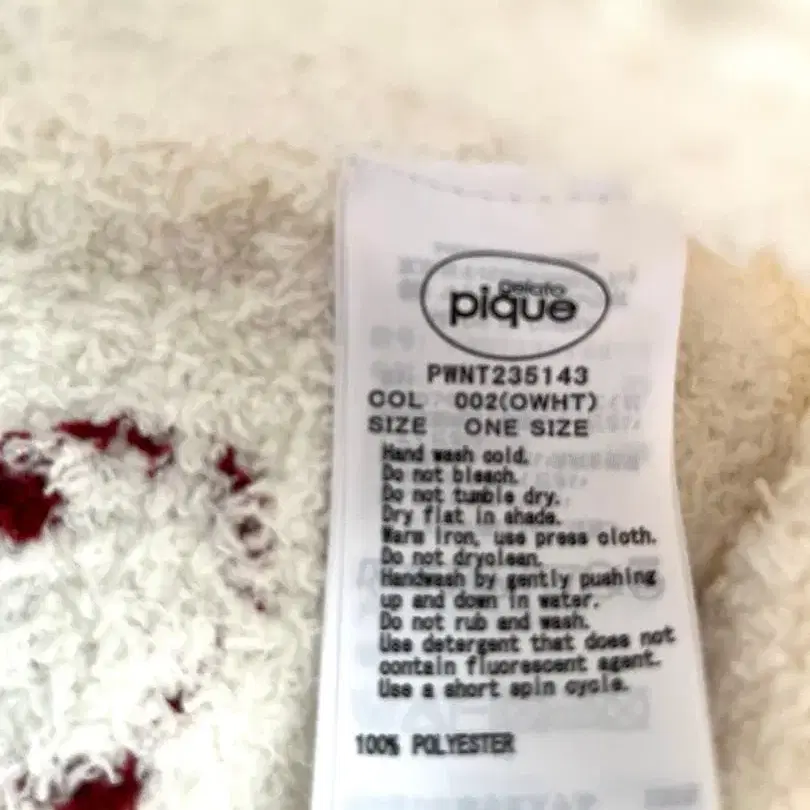 gelato
pique
PWNT235143
COL 002(OWHT)
SIZE ONE SIZE
Hand wash cold.
Do not bleach.
Do not tumble dry.
Dry flat in shade.
Warm iron, use press cloth.
Do not dryclean.
Handwash by gently pushing
up and down in water.
Do not rub and wash.
Use detergent that does not
contain fluorescent agent.
Use a short spin cycle.
100% POLYESTER